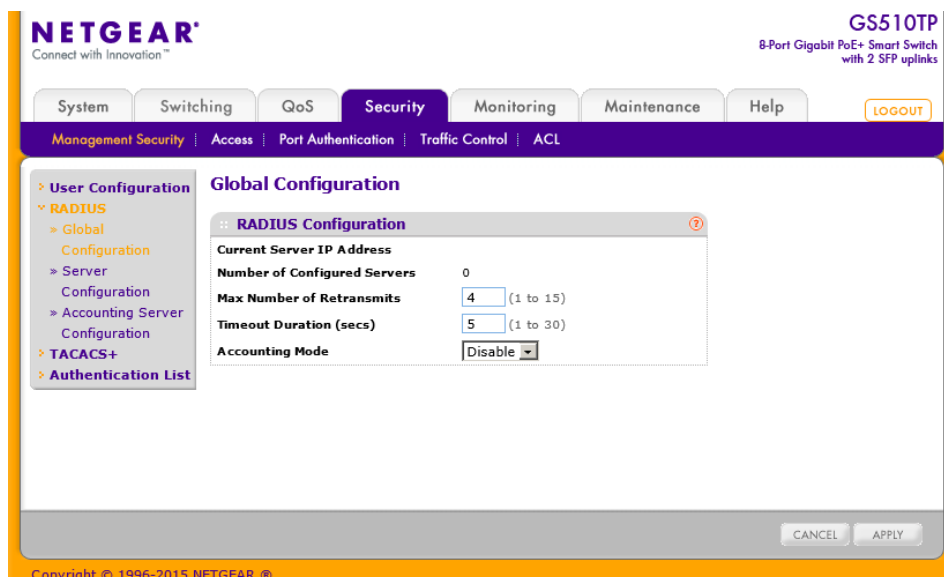 NETGEAR®
Connect with Innovation™
GS510TP
8-Port Gigabit PoE+ Smart Switch
with 2 SFP uplinks
System Switching QoS Security Monitoring Maintenance Help LOGOUT
Management Security Access Port Authentication Traffic Control ACL
User Configuration
RADIUS
» Global
Configuration
» Server
Configuration
» Accounting Server
Configuration
TACACS+
Authentication List
Global Configuration
:: RADIUS Configuration ?
Current Server IP Address
Number of Configured Servers 0
Max Number of Retransmits 4 (1 to 15)
Timeout Duration (secs) 5 (1 to 30)
Accounting Mode Disable
CANCEL APPLY
Copyright © 1996-2015 NETGEAR ®